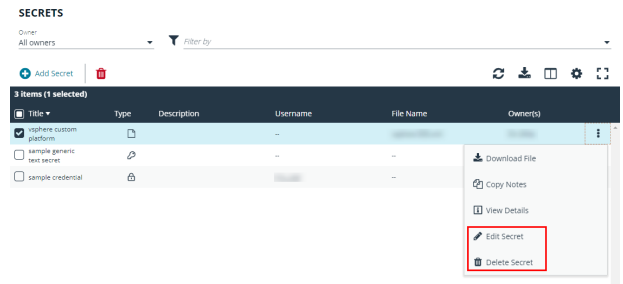 SECRETS
Owner
All owners
Filter by
Add Secret
3 items (1 selected)
Title Type Description Username File Name Owner(s)
vsphere custom
platform
--
sample generic
text secret
-- --
sample credential
--
Download File
Copy Notes
View Details
Edit Secret
Delete Secret